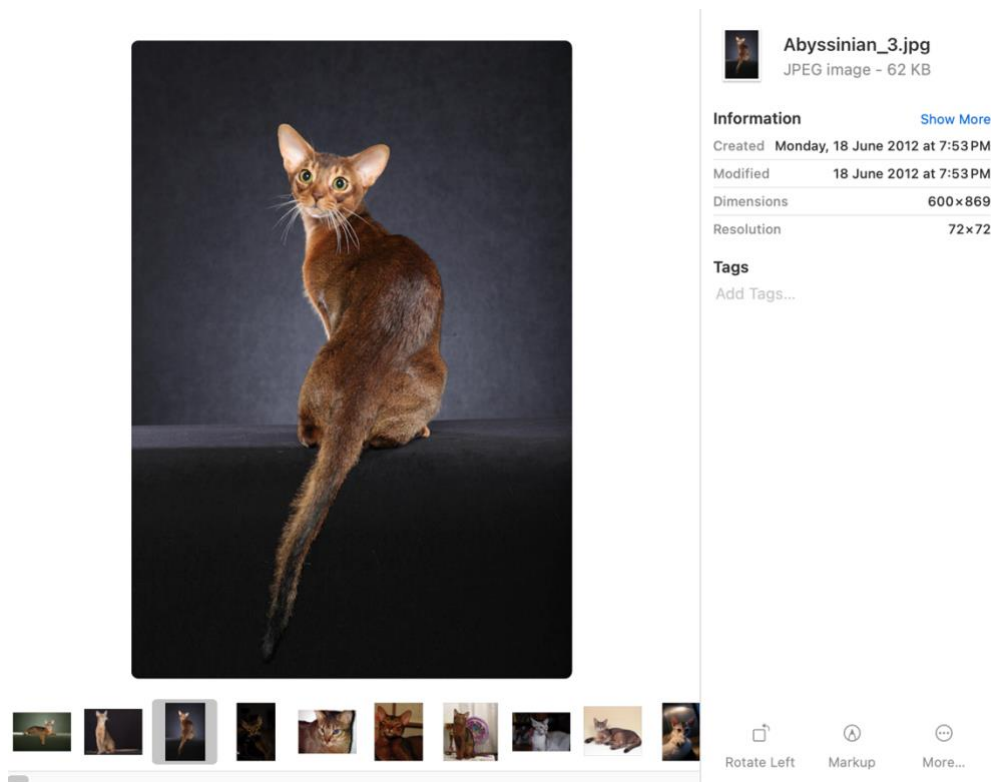 Abyssinian_3.jpg
JPEG image - 62 KB
Information Show More
Created Monday, 18 June 2012 at 7:53 PM
Modified 18 June 2012 at 7:53 PM
Dimensions 600×869
Resolution 72×72
Tags
Add Tags...
Rotate Left Markup More...